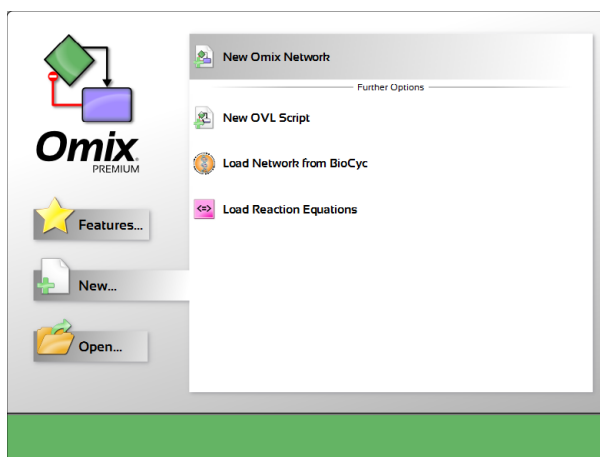 Omix
PREMIUM
Features...
New...
Open...
New Omix Network
Further Options
New OVL Script
Load Network from BioCyc
Load Reaction Equations
<=>